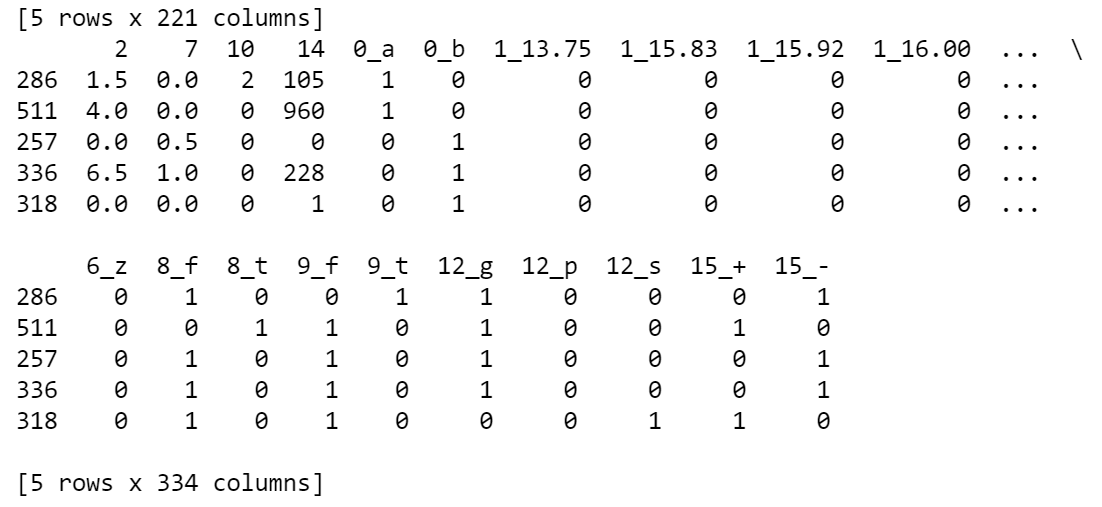 [5 rows x 221 columns]
2 7 10 14 0_a 0_b 1_13.75 1_15.83 1_15.92 1_16.00 ... \
286 1.5 0.0 2 105 1 0 0 0 0 0 ...
511 4.0 0.0 0 960 1 0 0 0 0 0 ...
257 0.0 0.5 0 0 0 1 0 0 0 0 ...
336 6.5 1.0 0 228 0 1 0 0 0 0 ...
318 0.0 0.0 0 1 0 1 0 0 0 0 ...
6_z 8_f 8_t 9_f 9_t 12_g 12_p 12_s 15_+ 15_-
286 0 1 0 0 1 1 0 0 0 1
511 0 0 1 1 0 1 0 0 1 0
257 0 1 0 1 0 1 0 0 0 1
336 0 1 0 1 0 1 0 0 0 1
318 0 1 0 1 0 0 0 1 1 0
[5 rows x 334 columns]